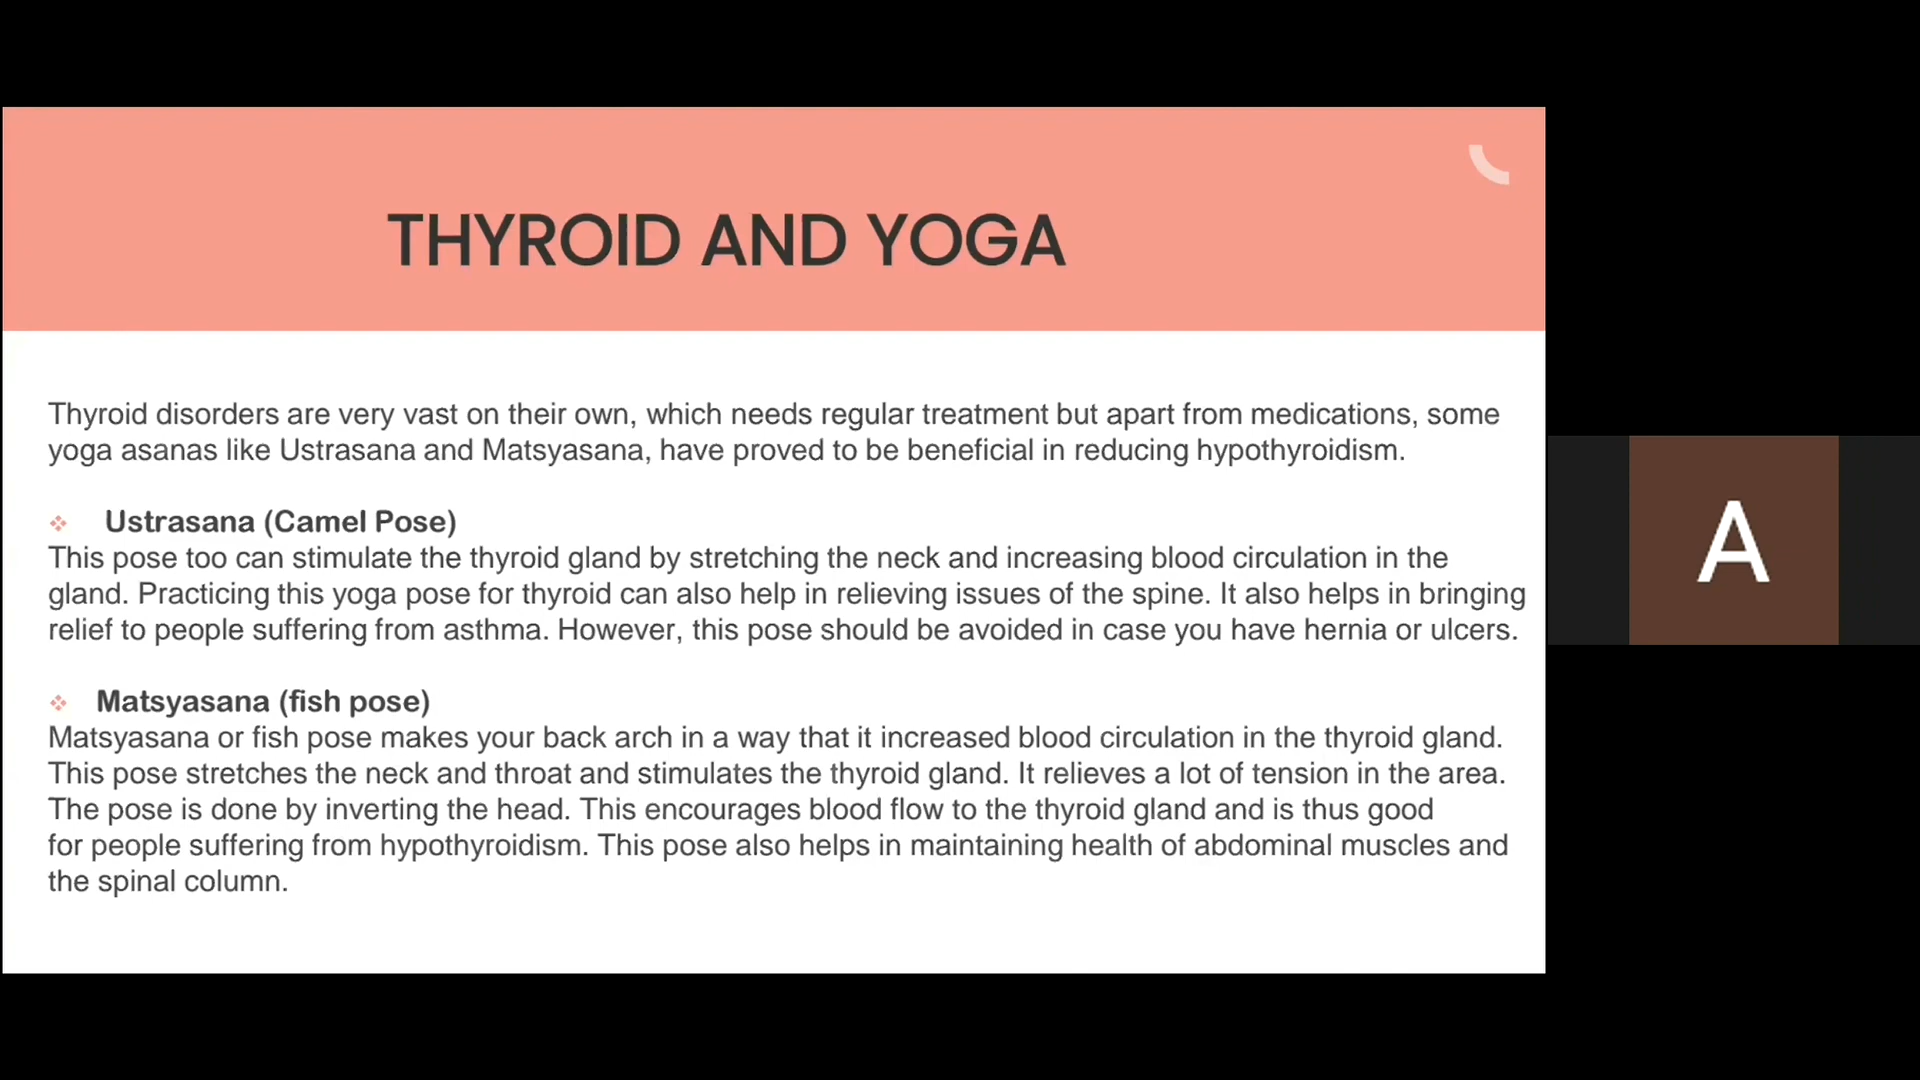 THYROID AND YOGA
Thyroid disorders are very vast on their own, which needs regular treatment but apart from medications, some
yoga asanas like Ustrasana and Matsyasana, have proved to be beneficial in reducing hypothyroidism.
Ustrasana (Camel Pose)
This pose too can stimulate the thyroid gland by stretching the neck and increasing blood circulation in the
gland. Practicing this yoga pose for thyroid can also help in relieving issues of the spine. It also helps in bringing
relief to people suffering from asthma. However, this pose should be avoided in case you have hernia or ulcers.
Matsyasana (fish pose)
Matsyasana or fish pose makes your back arch in a way that it increased blood circulation in the thyroid gland.
This pose stretches the neck and throat and stimulates the thyroid gland. It relieves a lot of tension in the area.
The pose is done by inverting the head. This encourages blood flow to the thyroid gland and is thus good
for people suffering from hypothyroidism. This pose also helps in maintaining health of abdominal muscles and
the spinal column.
A